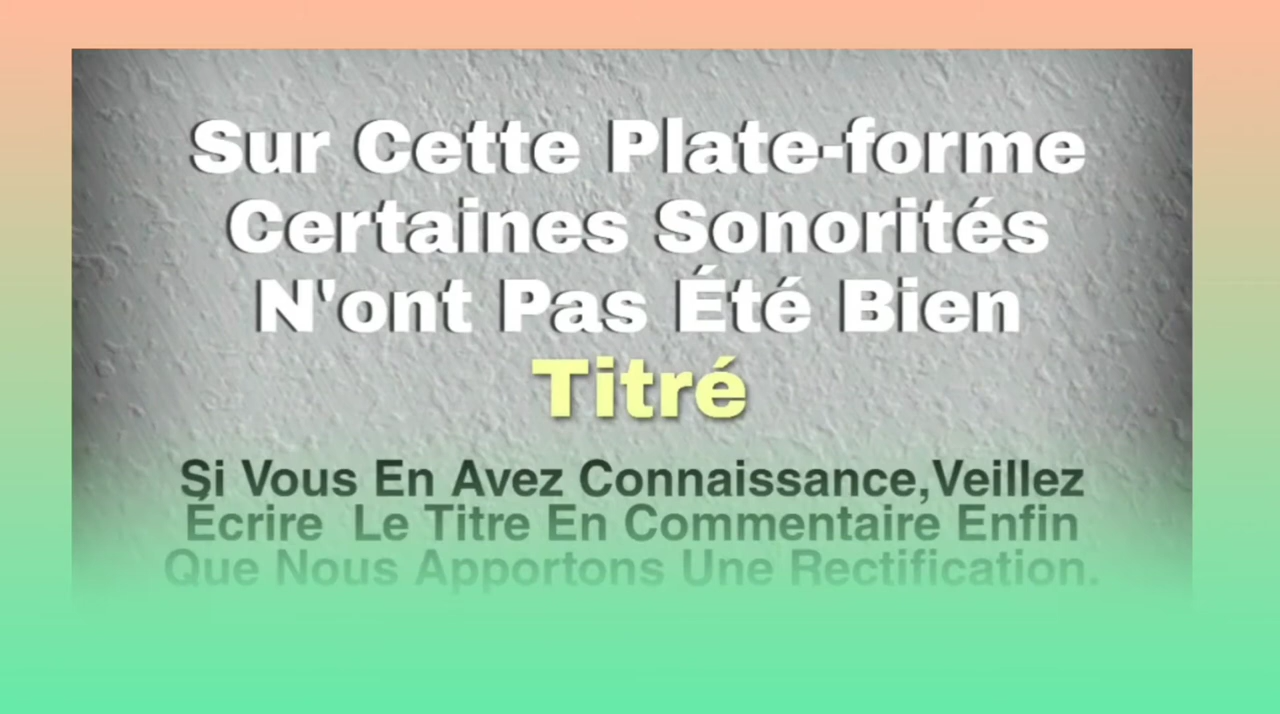 Sur Cette Plate-forme
Certaines Sonorités
N'ont Pas Été Bien
Titré
Si Vous En Avez Connaissance,Veillez
Écrire Le Titre En Commentaire Enfin
Que Nous Apportons Une Rectification.